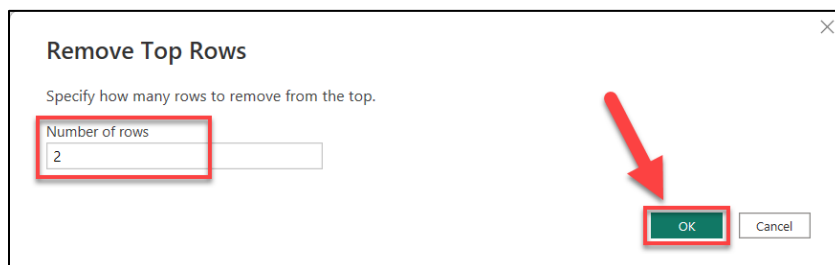 Remove Top Rows
Specify how many rows to remove from the top.
Number of rows
2
OK
Cancel